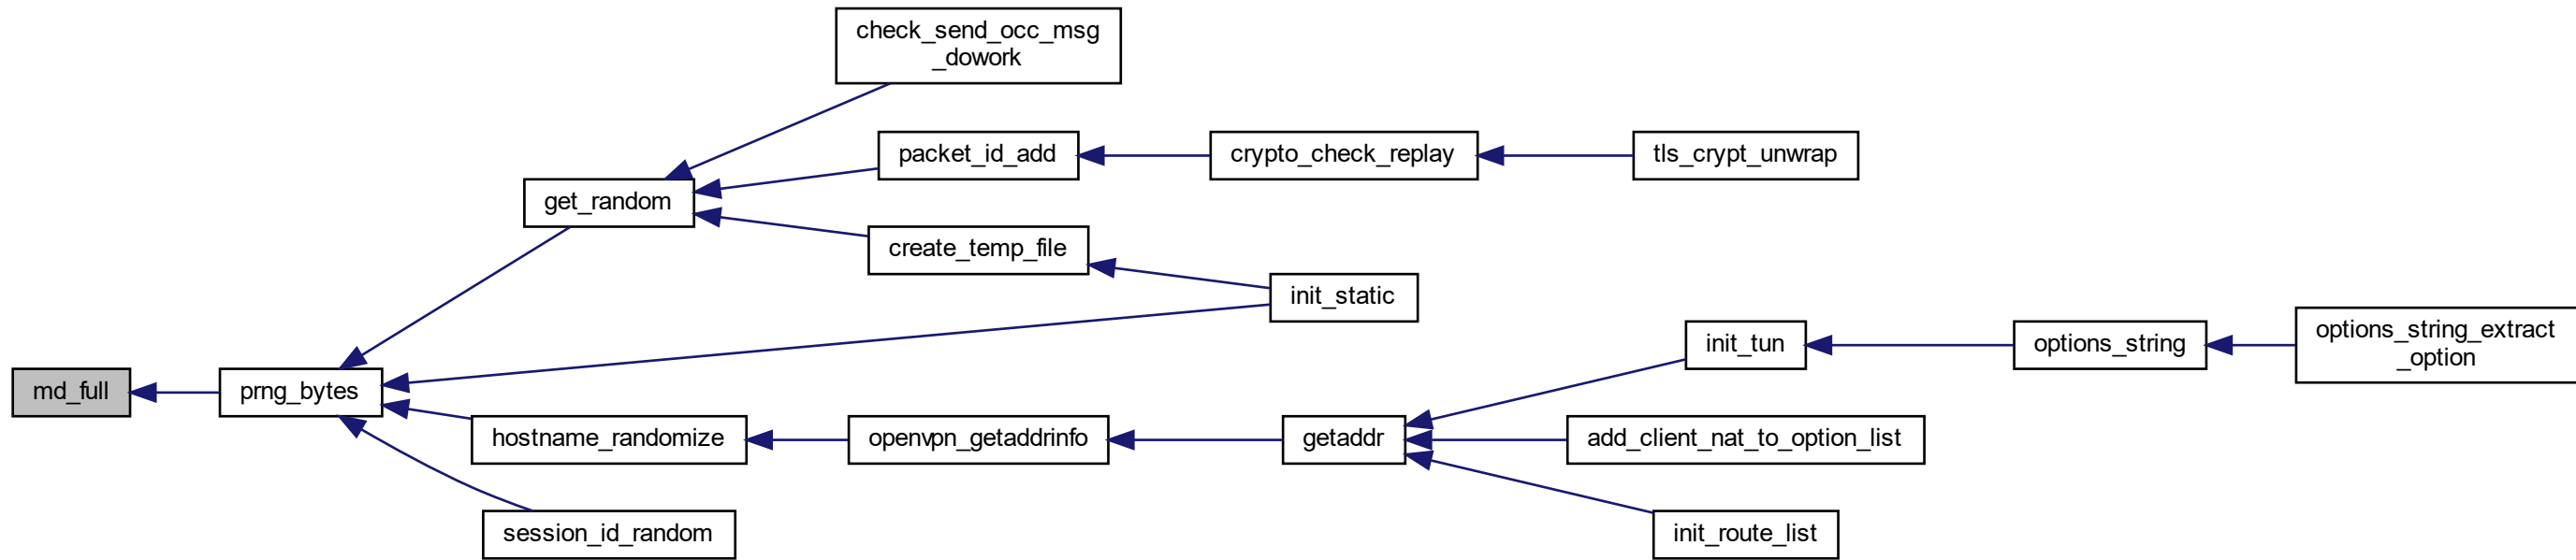 check_send_occ_msg
_dowork
packet_id_add
crypto_check_replay
tls_crypt_unwrap
get_random
create_temp_file
init_static
init_tun
options_string
options_string_extract
_option
md_full
prng_bytes
hostname_randomize
openvpn_getaddrinfo
getaddr
add_client_nat_to_option_list
session_id_random
init_route_list